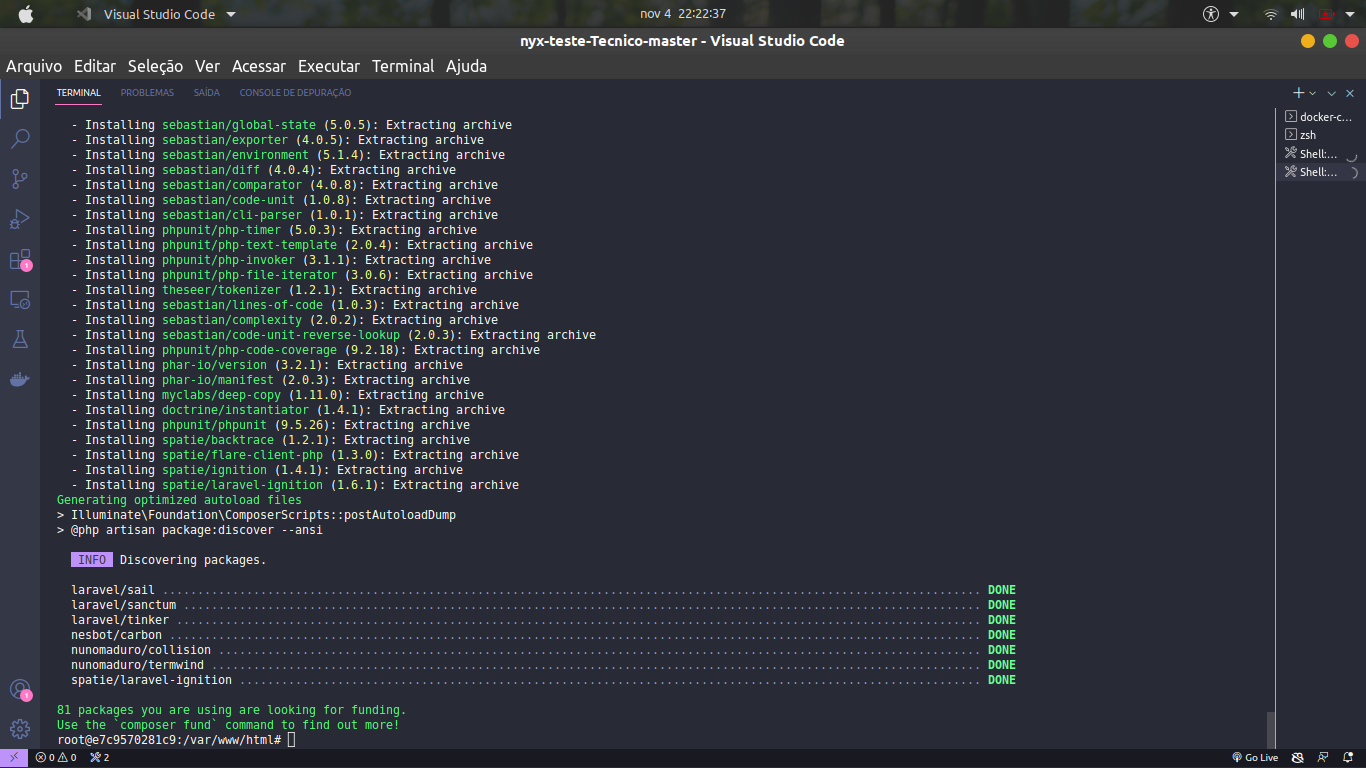 Visual Studio Code
nov 4 22:22:37
nyx-teste-Tecnico-master - Visual Studio Code
Arquivo Editar Seleção Ver Acessar Executar Terminal Ajuda
TERMINAL PROBLEMAS SAÍDA CONSOLE DE DEPURAÇÃO
- Installing sebastian/global-state (5.0.5): Extracting archive
- Installing sebastian/exporter (4.0.5): Extracting archive
- Installing sebastian/environment (5.1.4): Extracting archive
- Installing sebastian/diff (4.0.4): Extracting archive
- Installing sebastian/comparator (4.0.8): Extracting archive
- Installing sebastian/code-unit (1.0.8): Extracting archive
- Installing sebastian/cli-parser (1.0.1): Extracting archive
- Installing phpunit/php-timer (5.0.3): Extracting archive
- Installing phpunit/php-text-template (2.0.4): Extracting archive
- Installing phpunit/php-invoker (3.1.1): Extracting archive
- Installing phpunit/php-file-iterator (3.0.6): Extracting archive
- Installing theseer/tokenizer (1.2.1): Extracting archive
- Installing sebastian/lines-of-code (1.0.3): Extracting archive
- Installing sebastian/complexity (2.0.2): Extracting archive
- Installing sebastian/code-unit-reverse-lookup (2.0.3): Extracting archive
- Installing phpunit/php-code-coverage (9.2.18): Extracting archive
- Installing phar-io/version (3.2.1): Extracting archive
- Installing phar-io/manifest (2.0.3): Extracting archive
- Installing myclabs/deep-copy (1.11.0): Extracting archive
- Installing doctrine/instantiator (1.4.1): Extracting archive
- Installing phpunit/phpunit (9.5.26): Extracting archive
- Installing spatie/backtrace (1.2.1): Extracting archive
- Installing spatie/flare-client-php (1.3.0): Extracting archive
- Installing spatie/ignition (1.4.1): Extracting archive
- Installing spatie/laravel-ignition (1.6.1): Extracting archive
Generating optimized autoload files
> Illuminate\Foundation\ComposerScripts::postAutoloadDump
> @php artisan package:discover --ansi
INFO Discovering packages.
laravel/sail ........ DONE
laravel/sanctum ........ DONE
laravel/tinker ........ DONE
nesbot/carbon ........ DONE
nunomaduro/collision ........ DONE
nunomaduro/termwind ........ DONE
spatie/laravel-ignition ........ DONE
81 packages you are using are looking for funding.
Use the `composer fund` command to find out more!
root@e7c9570281c9:/var/www/html#
docker-c...
zsh
Shell:...
Shell:...
1
1
0 0 2
Go Live